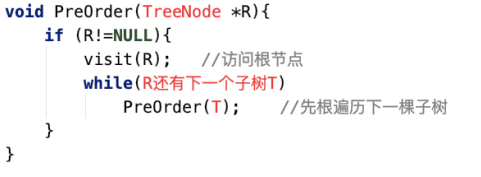 void PreOrder(TreeNode *R){
    if (R!=NULL){
        visit(R);   //访问根节点
        while(R还有下一个子树T)
            PreOrder(T);    //先根遍历下一棵子树
    }
}